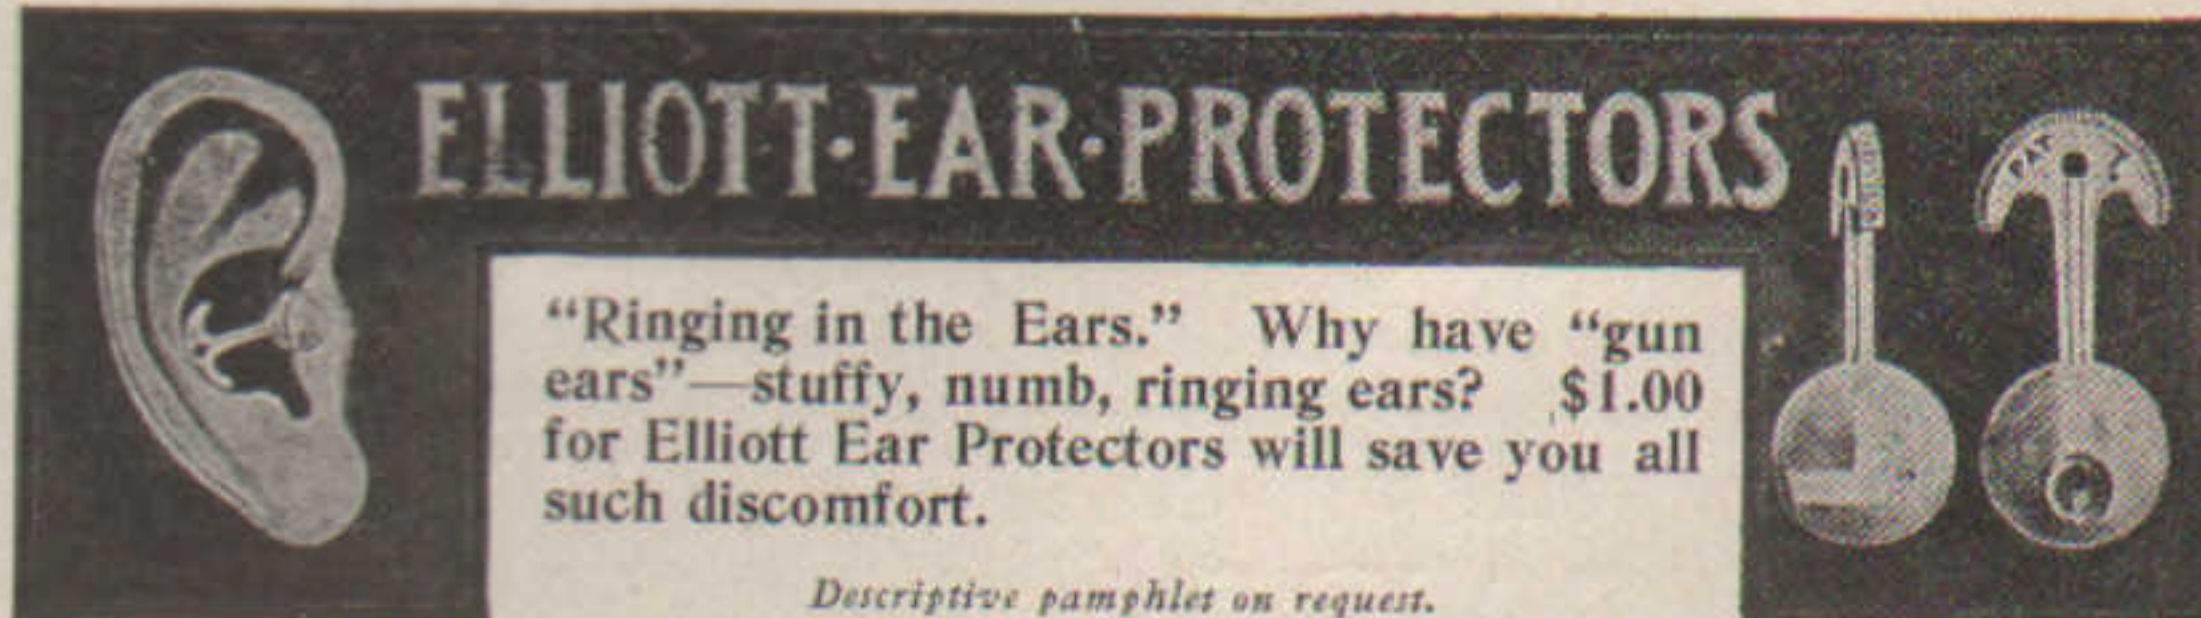 ELLIOTT·EAR·PROTECTORS
"Ringing in the Ears." Why have "gun
ears"—stuffy, numb, ringing ears? $1.00
for Elliott Ear Protectors will save you all
such discomfort.
Descriptive pamphlet on request.
PAT